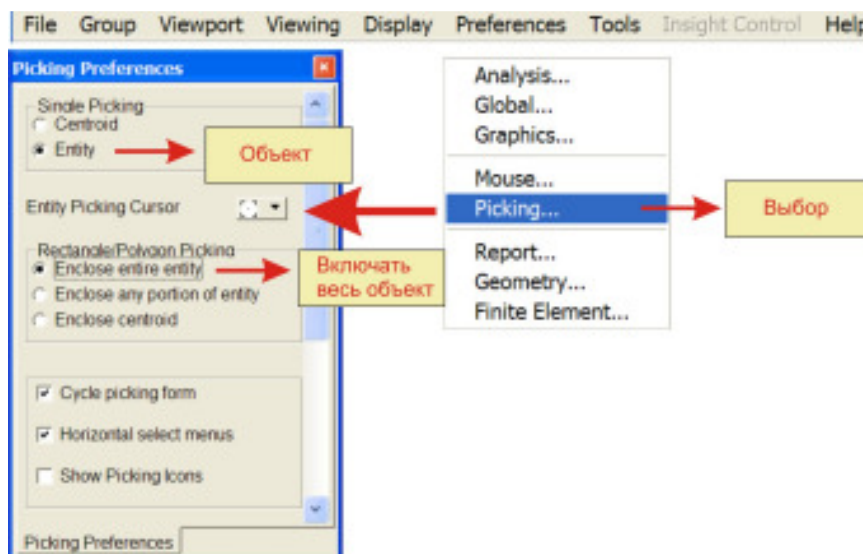 File Group Viewport Viewing Display Preferences Tools Insight Control Help
Picking Preferences
Single Picking
Centroid
Entity
Объект
Entity Picking Cursor
Rectangle/Polygon Picking
Enclose entire entity
Включать
весь объект
Enclose any portion of entity
Enclose centroid
Cycle picking form
Horizontal select menus
Show Picking Icons
Picking Preferences
Analysis...
Global...
Graphics...
Mouse...
Picking...
Выбор
Report...
Geometry...
Finite Element...